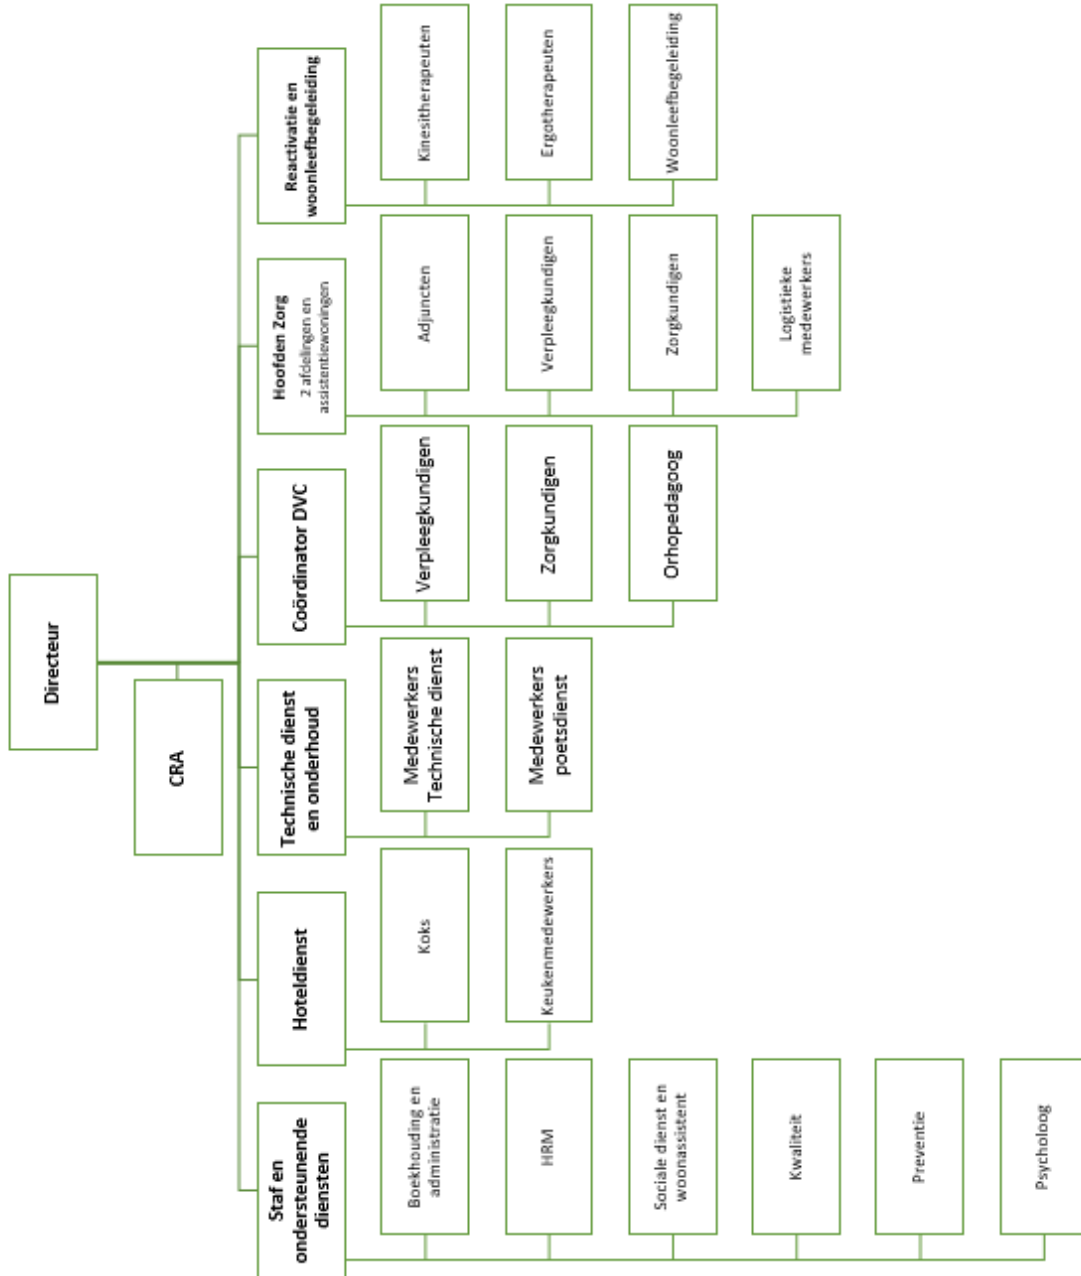 Directeur
CRA
Staf en
ondersteunende
diensten
Boekhouding en
administratie
HRM
Sociale dienst en
woonassistent
Kwaliteit
Preventie
Psycholoog
Hoteldienst
Koks
Keukenmedewerkers
Technische dienst
en onderhoud
Medewerkers
Technische dienst
Medewerkers
poetsdienst
Coördinator DVC
Verpleegkundigen
Zorgkundigen
Orhopedagoog
Hoofden Zorg
2 afdelingen en
assistentiewoningen
Adjuncten
Verpleegkundigen
Zorgkundigen
Logistieke
medewerkers
Reactivatie en
woonleefbegeleiding
Kinesitherapeuten
Ergotherapeuten
Woonleefbegeleiding